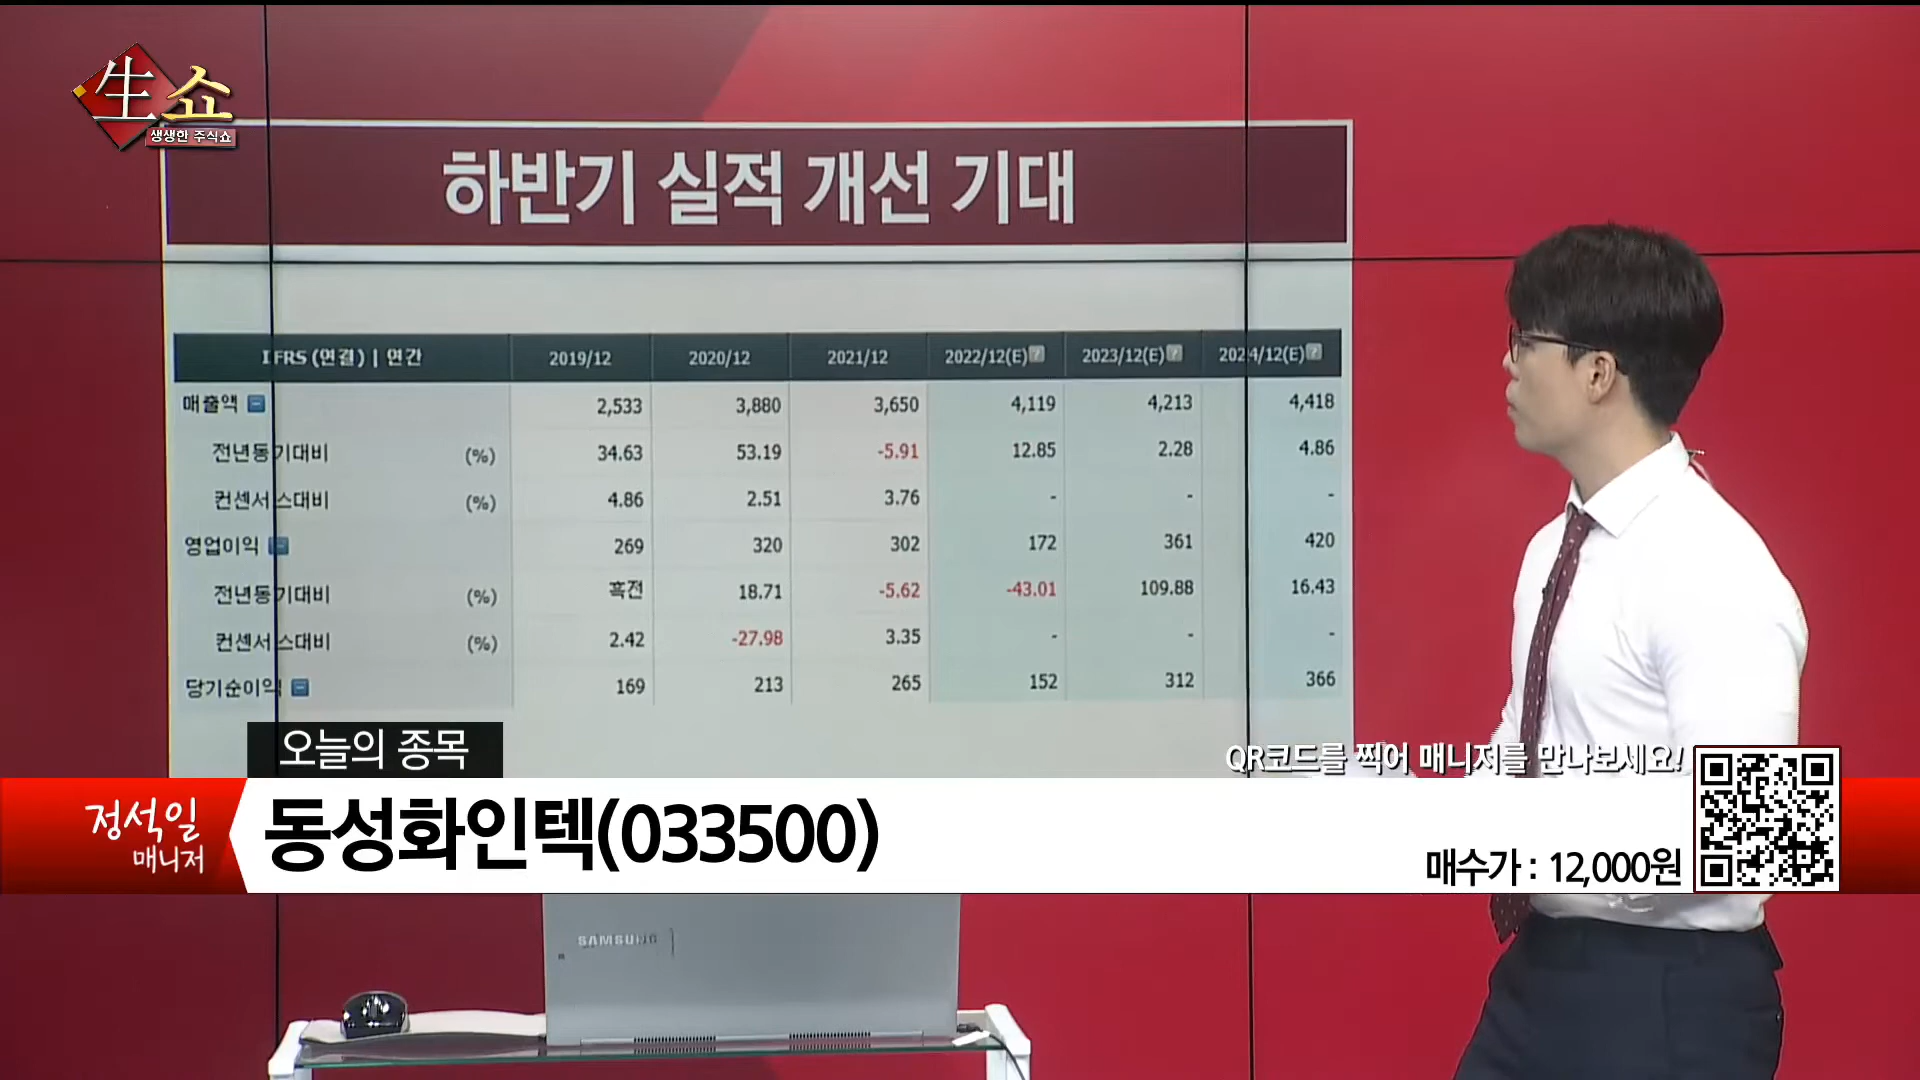 生쇼
생생한 주식쇼
하반기 실적 개선 기대
IFRS (연결) | 연간 2019/12 2020/12 2021/12 2022/12(E) 2023/12(E) 2024/12(E)
매출액 2,533 3,880 3,650 4,119 4,213 4,418
전년동기대비 (%) 34.63 53.19 -5.91 12.85 2.28 4.86
컨센서스대비 (%) 4.86 2.51 3.76 - - -
영업이익 269 320 302 172 361 420
전년동기대비 (%) 흑전 18.71 -5.62 -43.01 109.88 16.43
컨센서스대비 (%) 2.42 -27.98 3.35 - - -
당기순이익 169 213 265 152 312 366
오늘의 종목
QR코드를 찍어 매니저를 만나보세요!
정석일
매니저
동성화인텍(033500)
매수가 : 12,000원
SAMSUNG